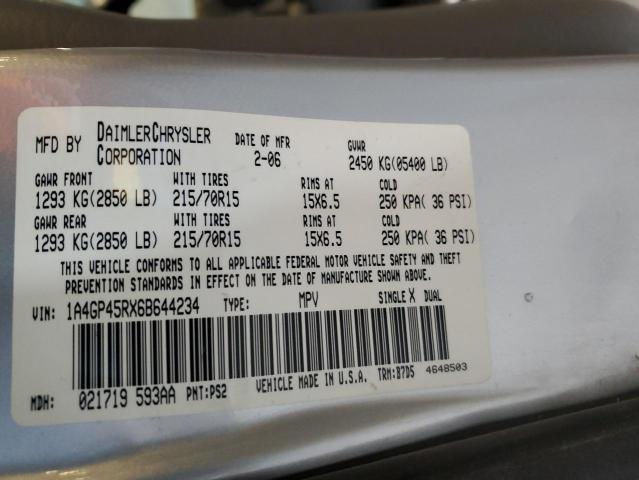 MFD BY DAIMLERCHRYSLER CORPORATION DATE OF MFR 2-06 GVWR 2450 KG(05400 LB)
GAWR FRONT WITH TIRES RIMS AT COLD
1293 KG(2850 LB) 215/70R15 15X6.5 250 KPA( 36 PSI)
GAWR REAR WITH TIRES RIMS AT COLD
1293 KG(2850 LB) 215/70R15 15X6.5 250 KPA( 36 PSI)
THIS VEHICLE CONFORMS TO ALL APPLICABLE FEDERAL MOTOR VEHICLE SAFETY AND THEFT
PREVENTION STANDARDS IN EFFECT ON THE DATE OF MANUFACTURE SHOWN ABOVE.
VIN: 1A4GP45RX6B644234 TYPE: MPV SINGLE X DUAL
MDH: 021719 593AA PNT:PS2 VEHICLE MADE IN U.S.A. TRM:B7D5 4648503